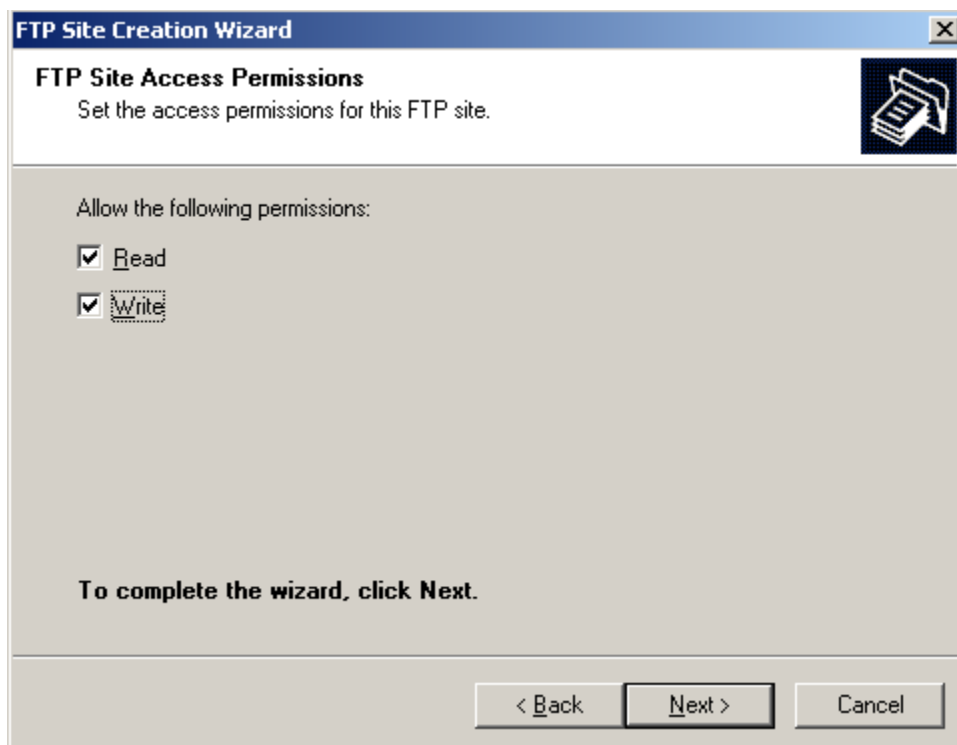 FTP Site Creation Wizard
FTP Site Access Permissions
Set the access permissions for this FTP site.
Allow the following permissions:
Read
Write
To complete the wizard, click Next.
< Back Next > Cancel